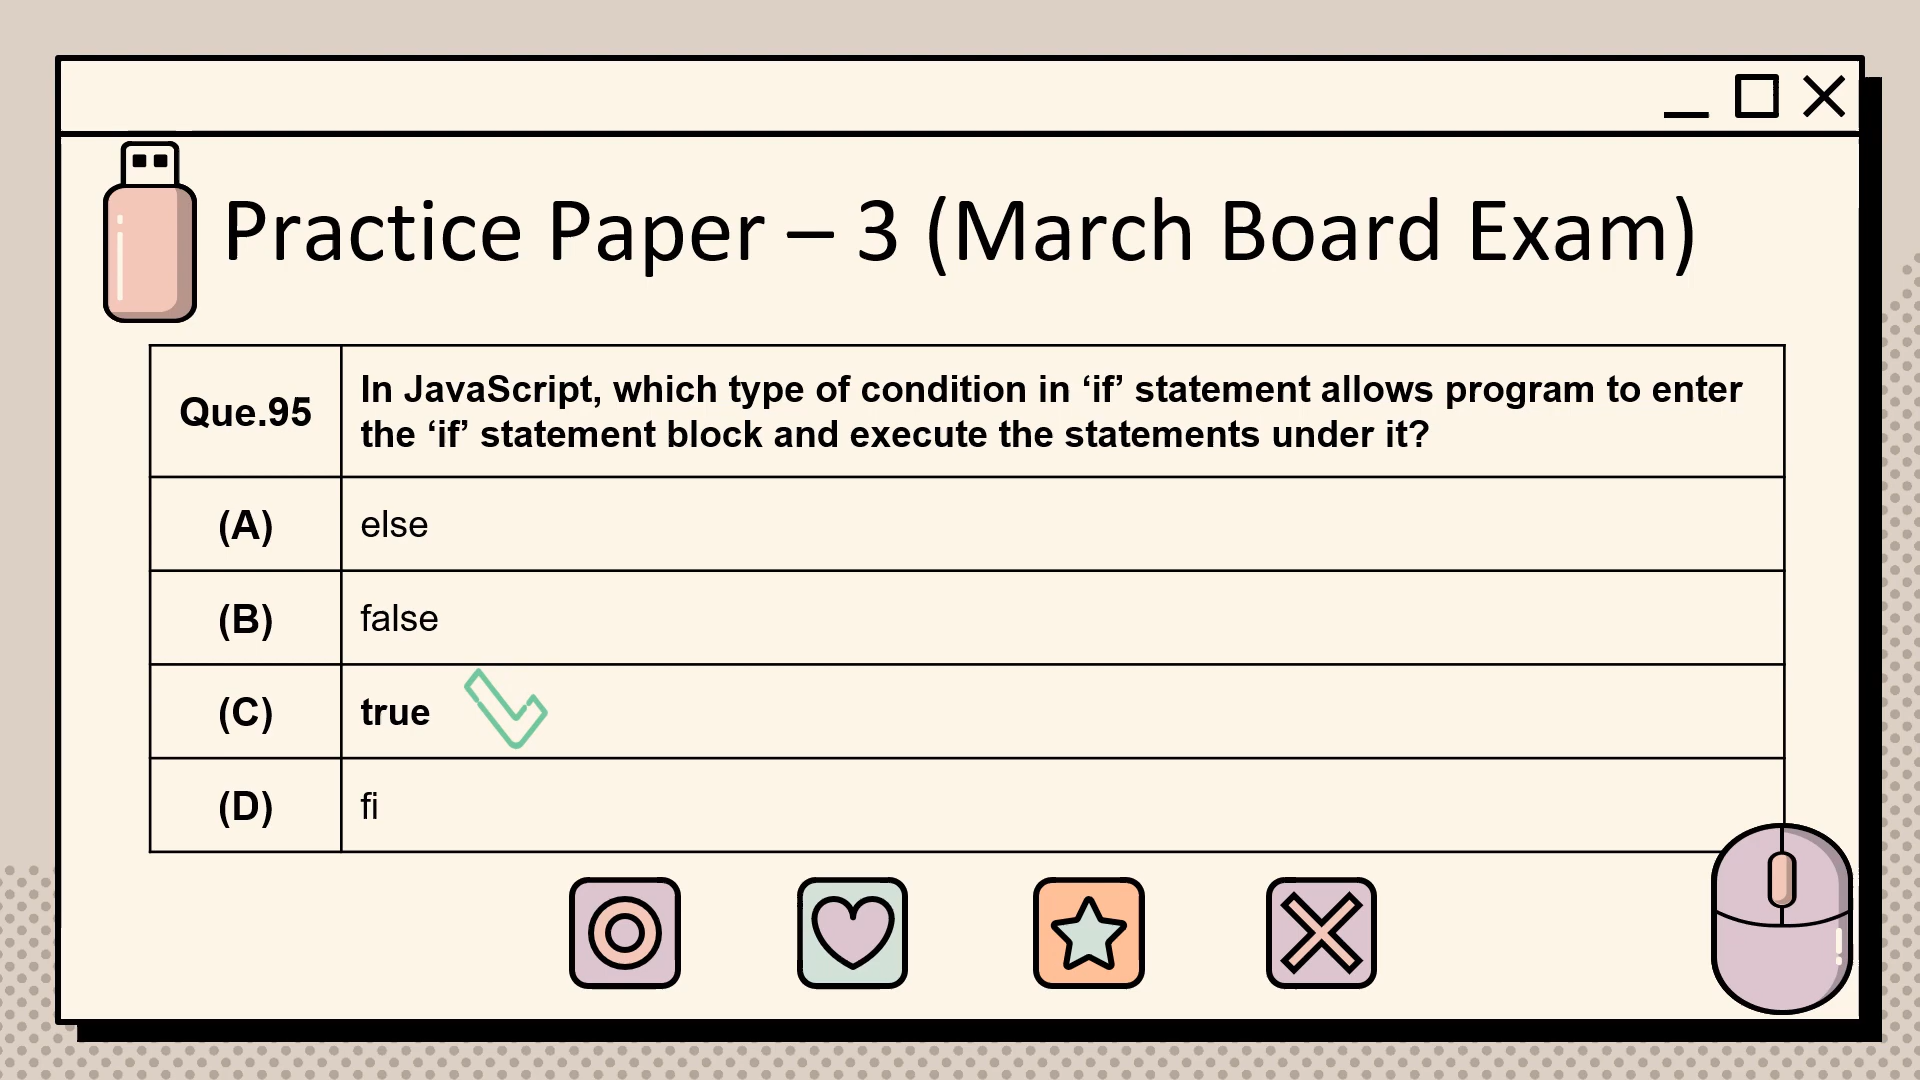 Practice Paper – 3 (March Board Exam)
Que.95
In JavaScript, which type of condition in ‘if’ statement allows program to enter
the ‘if’ statement block and execute the statements under it?
(A) else
(B) false
(C) true
(D) fi